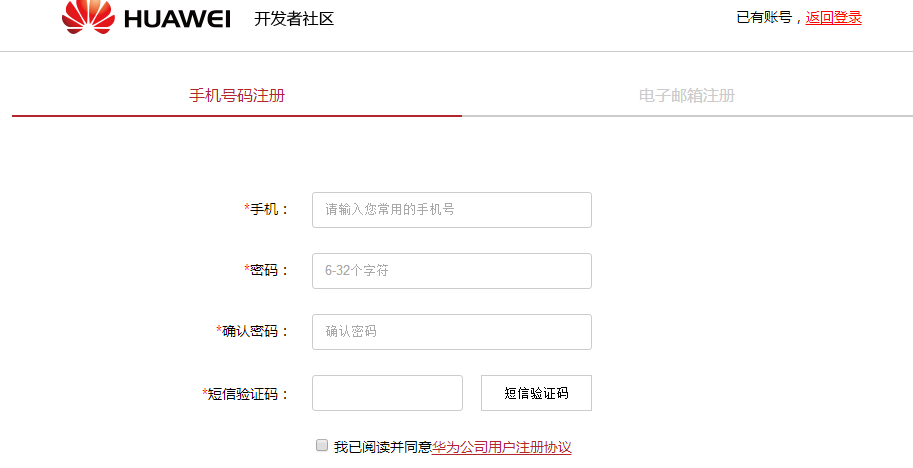 HUAWEI 开发者社区 已有账号，返回登录
手机号码注册 电子邮箱注册
*手机： 请输入您常用的手机号
*密码： 6-32个字符
*确认密码： 确认密码
*短信验证码： 短信验证码
我已阅读并同意华为公司用户注册协议